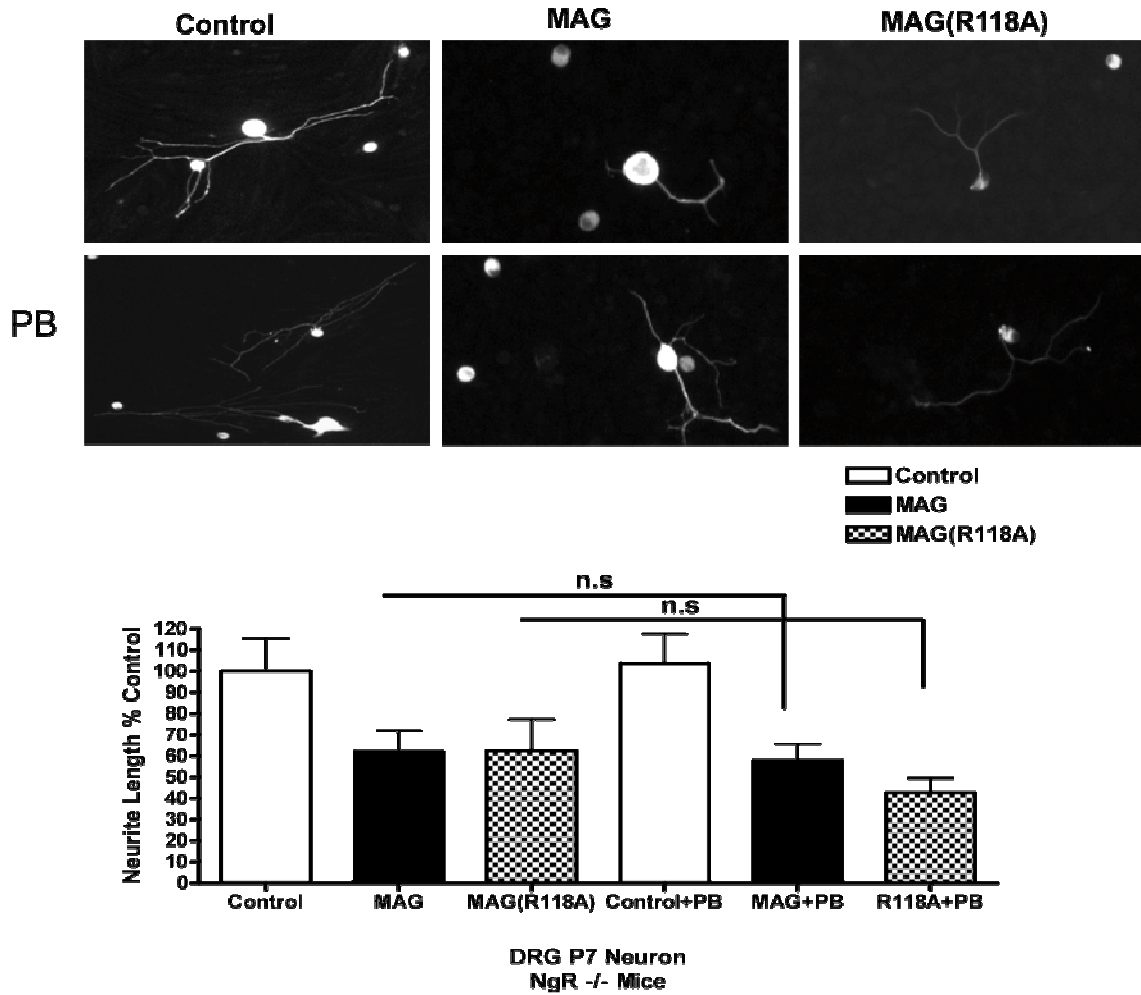 Control MAG MAG(R118A)
PB
Control
MAG
MAG(R118A)
n.s
n.s
Neurite Length % Control
120
110
100
90
80
70
60
50
40
30
20
10
0
Control MAG MAG(R118A) Control+PB MAG+PB R118A+PB
DRG P7 Neuron
NgR -/- Mice